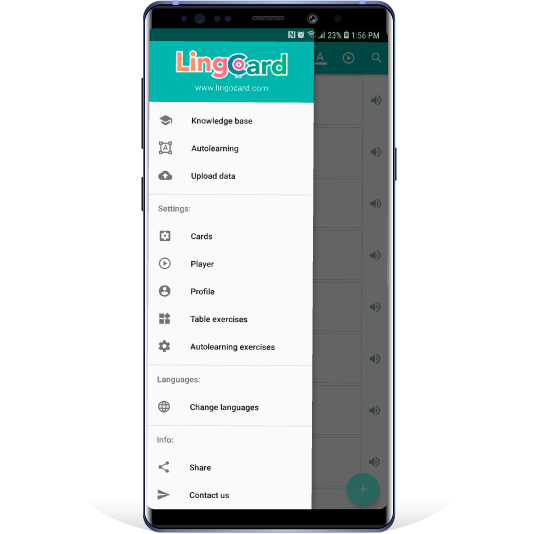 23% 1:56 PM
LingoCard
www.lingocard.com
A
Knowledge base
A
Autolearning
Upload data
Settings:
Cards
Player
Profile
Table exercises
Autolearning exercises
Languages:
Change languages
Info:
Share
Contact us